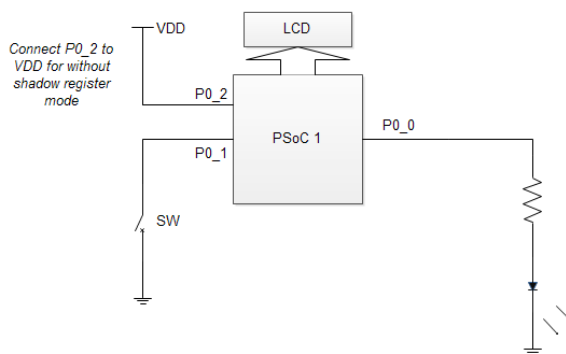 VDD
LCD
Connect P0_2 to
VDD for without
shadow register
mode
P0_2
PSoC 1
P0_0
P0_1
SW